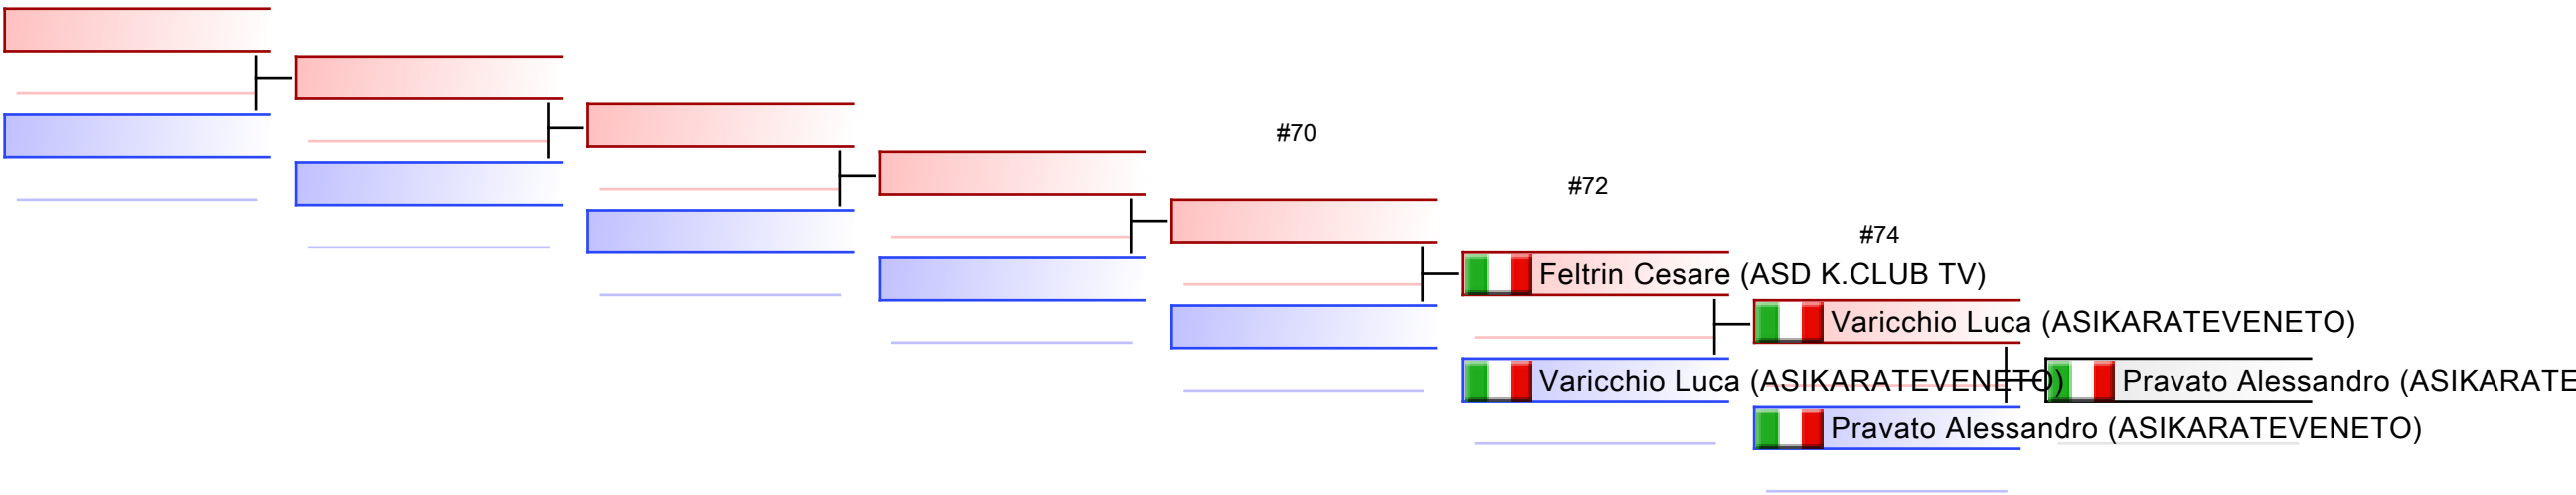 #70
#72
#74
Feltrin Cesare (ASD K.CLUB TV)
Varicchio Luca (ASIKARATEVENETO)
Varicchio Luca (ASIKARATEVENETO)
Pravato Alessandro (ASIKARATE
Pravato Alessandro (ASIKARATEVENETO)